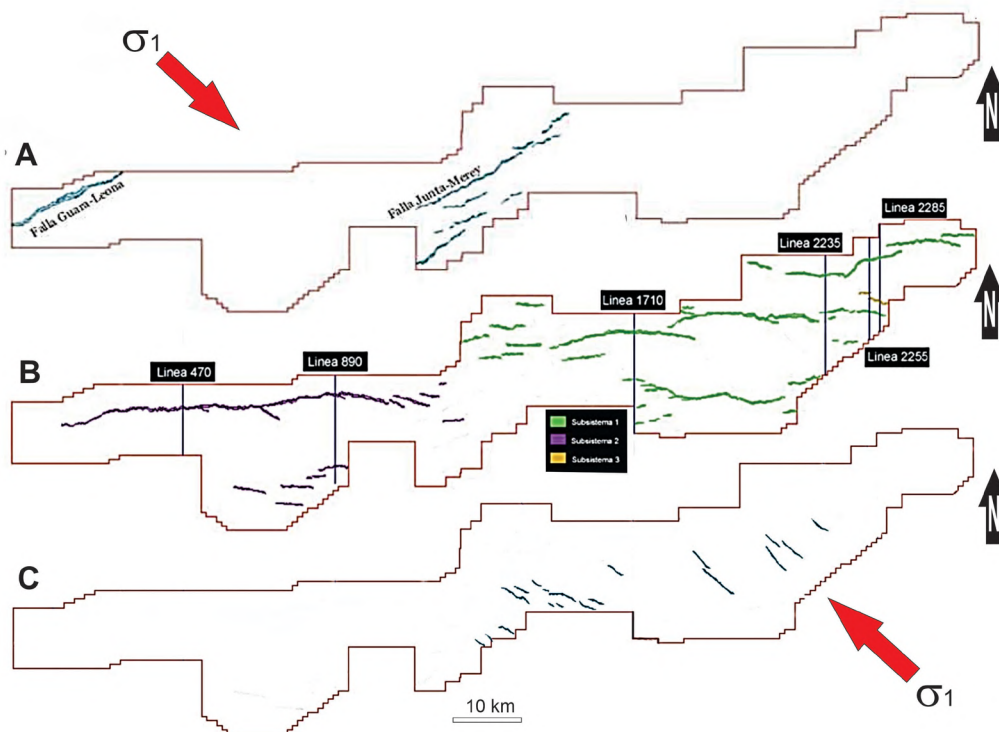 σ1
A
N
Falla Guara-Leona
Falla Junta-Merey
Linea 2285
Linea 2235
N
Linea 1710
Linea 890
Linea 470
Linea 2255
B
Subsistema 1
Subsistema 2
Subsistema 3
N
C
σ1
10 km